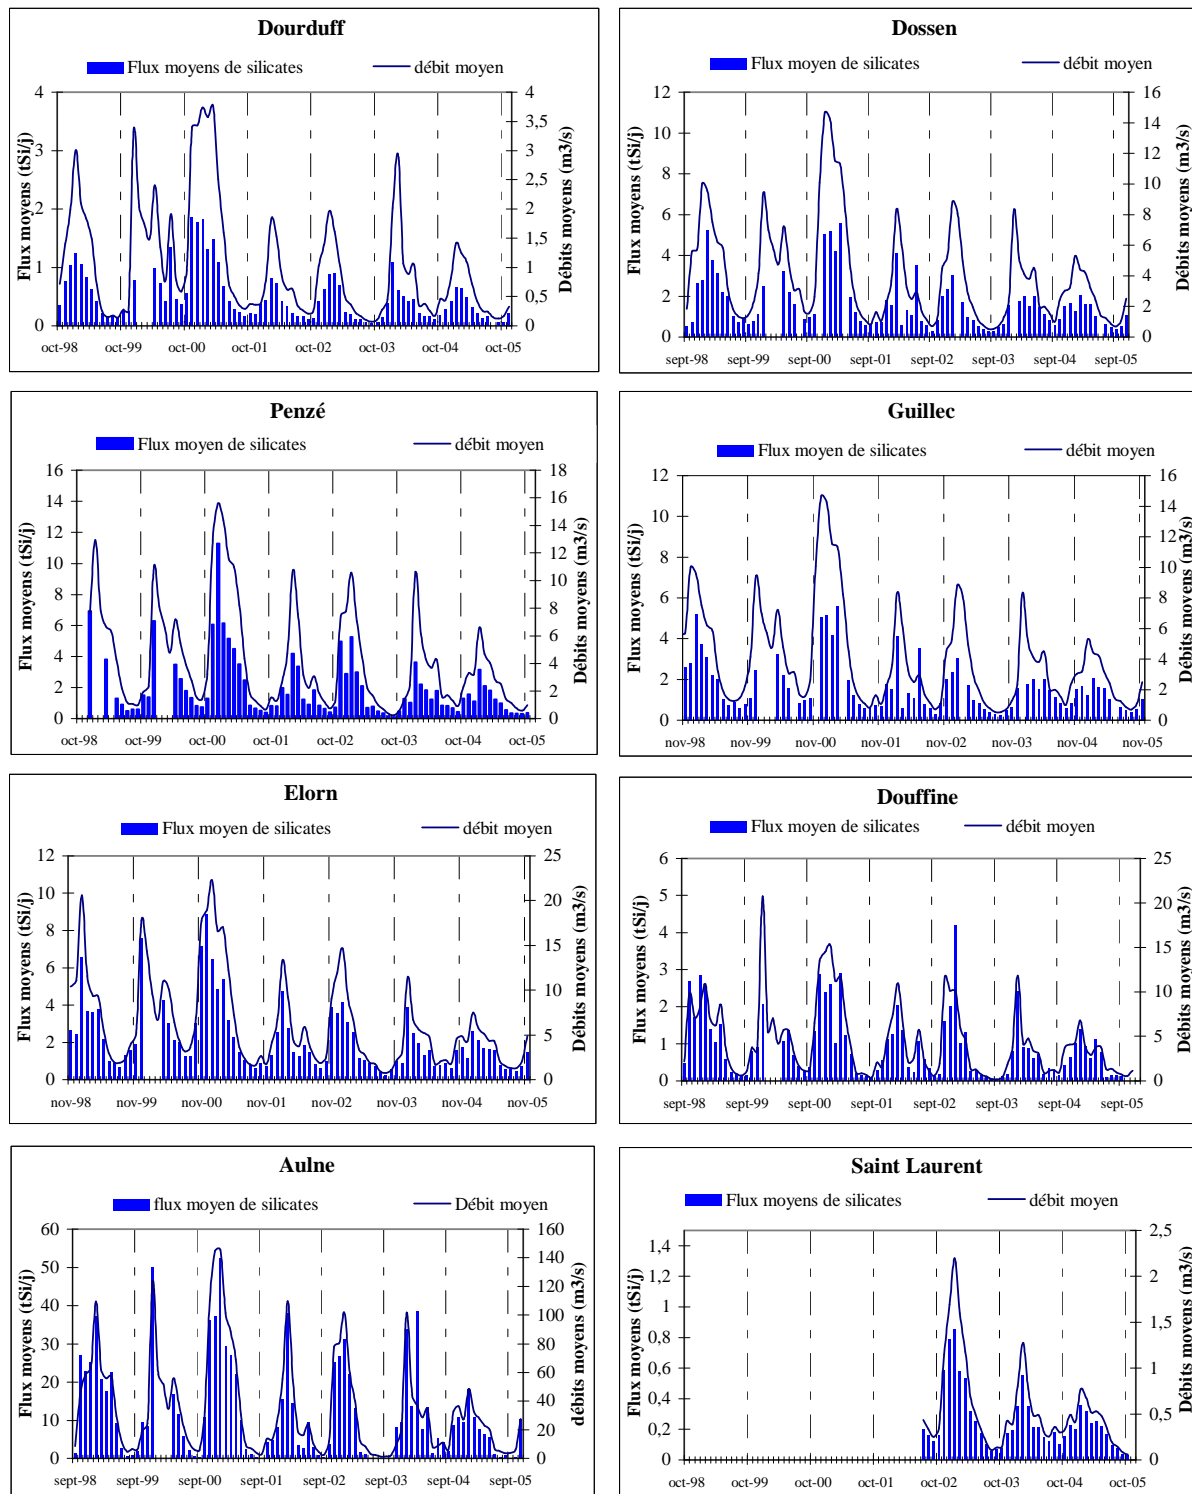 Dourduff
Flux moyens de silicates
débit moyen
Flux moyens (tSi/j)
4
3
2
1
0
4
3,5
3
2,5
2
1,5
1
0,5
0
Débits moyens (m3/s)
oct-98 oct-99 oct-00 oct-01 oct-02 oct-03 oct-04 oct-05
Dossen
Flux moyens de silicates
débit moyen
Flux moyens (tSi/j)
12
10
8
6
4
2
0
16
14
12
10
8
6
4
2
0
Débits moyens (m3/s)
sept-98 sept-99 sept-00 sept-01 sept-02 sept-03 sept-04 sept-05
Penzé
Flux moyen de silicates
débit moyen
Flux moyens (tSi/j)
16
14
12
10
8
6
4
2
0
18
16
14
12
10
8
6
4
2
0
Débits moyens (m3/s)
oct-98 oct-99 oct-00 oct-01 oct-02 oct-03 oct-04 oct-05
Guillec
Flux moyen de silicates
débit moyen
Flux moyens (tSi/j)
12
10
8
6
4
2
0
16
14
12
10
8
6
4
2
0
Débits moyens (m3/s)
nov-98 nov-99 nov-00 nov-01 nov-02 nov-03 nov-04 nov-05
Elorn
Flux moyen de silicates
débit moyen
Flux moyens (tSi/j)
12
10
8
6
4
2
0
25
20
15
10
5
0
Débits moyens (m3/s)
nov-98 nov-99 nov-00 nov-01 nov-02 nov-03 nov-04 nov-05
Douffine
Flux moyen de silicates
débit moyen
Flux moyens (tSi/j)
6
5
4
3
2
1
0
25
20
15
10
5
0
Débits moyens (m3/s)
sept-98 sept-99 sept-00 sept-01 sept-02 sept-03 sept-04 sept-05
Aulne
flux moyen de silicates
Débit moyen
Flux moyens (tSi/j)
60
50
40
30
20
10
0
160
140
120
100
80
60
40
20
0
débits moyens (m3/s)
sept-98 sept-99 sept-00 sept-01 sept-02 sept-03 sept-04 sept-05
Saint Laurent
Flux moyens de silicates
débit moyen
Flux moyens (tSi/j)
1,4
1,2
1
0,8
0,6
0,4
0,2
0
2,5
2
1,5
1
0,5
0
Débits moyens (m3/s)
oct-98 oct-99 oct-00 oct-01 oct-02 oct-03 oct-04 oct-05